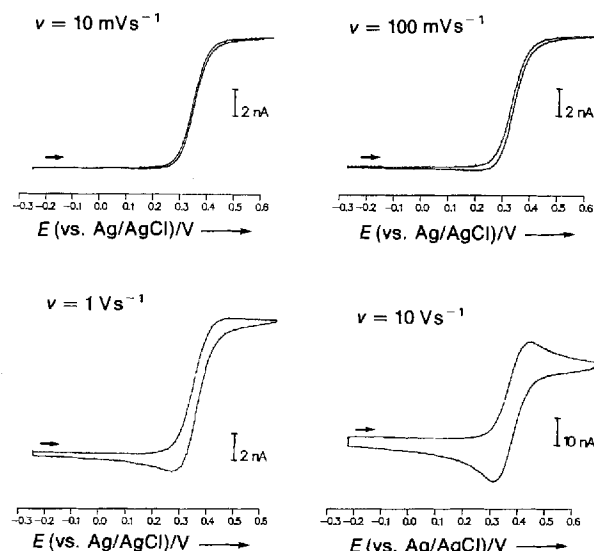 v = 10 mVs⁻¹
v = 100 mVs⁻¹
2 nA
2 nA
-0.3 -0.2 -0.1 0.0 0.1 0.2 0.3 0.4 0.5 0.6
-0.3 -0.2 -0.1 0.0 0.1 0.2 0.3 0.4 0.5 0.6
E (vs. Ag/AgCl)/V
E (vs. Ag/AgCl)/V
v = 1 Vs⁻¹
v = 10 Vs⁻¹
2 nA
10 nA
-0.3 -0.2 -0.1 0.0 0.1 0.2 0.3 0.4 0.5 0.6
-0.3 -0.2 -0.1 0.0 0.1 0.2 0.3 0.4 0.5 0.6
E (vs. Ag/AgCl)/V
E (vs. Ag/AgCl)/V